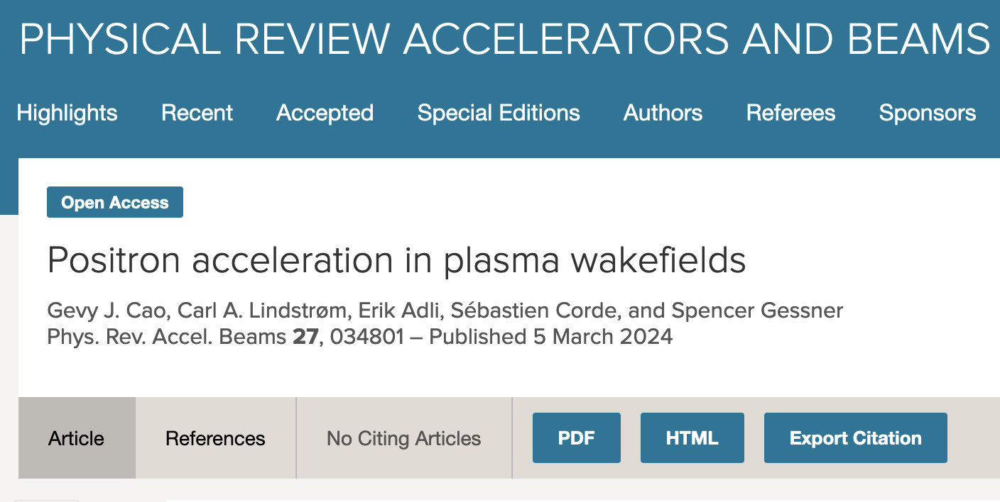 PHYSICAL REVIEW ACCELERATORS AND BEAMS
Highlights Recent Accepted Special Editions Authors Referees Sponsors
Open Access
Positron acceleration in plasma wakefields
Gevy J. Cao, Carl A. Lindstrøm, Erik Adli, Sébastien Corde, and Spencer Gessner
Phys. Rev. Accel. Beams 27, 034801 – Published 5 March 2024
Article References No Citing Articles PDF HTML Export Citation